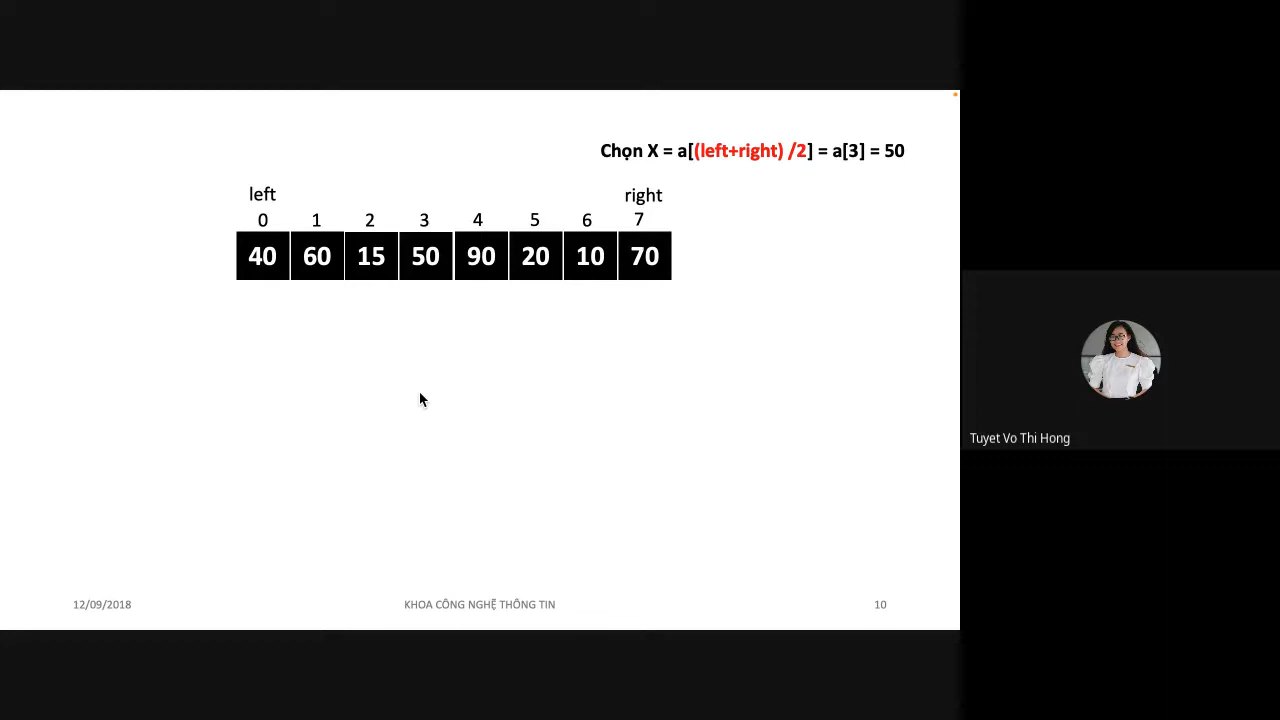 Chọn X = a[(left+right) /2] = a[3] = 50
left right
0 1 2 3 4 5 6 7
40 60 15 50 90 20 10 70
Tuyet Vo Thi Hong
12/09/2018 KHOA CÔNG NGHỆ THÔNG TIN 10